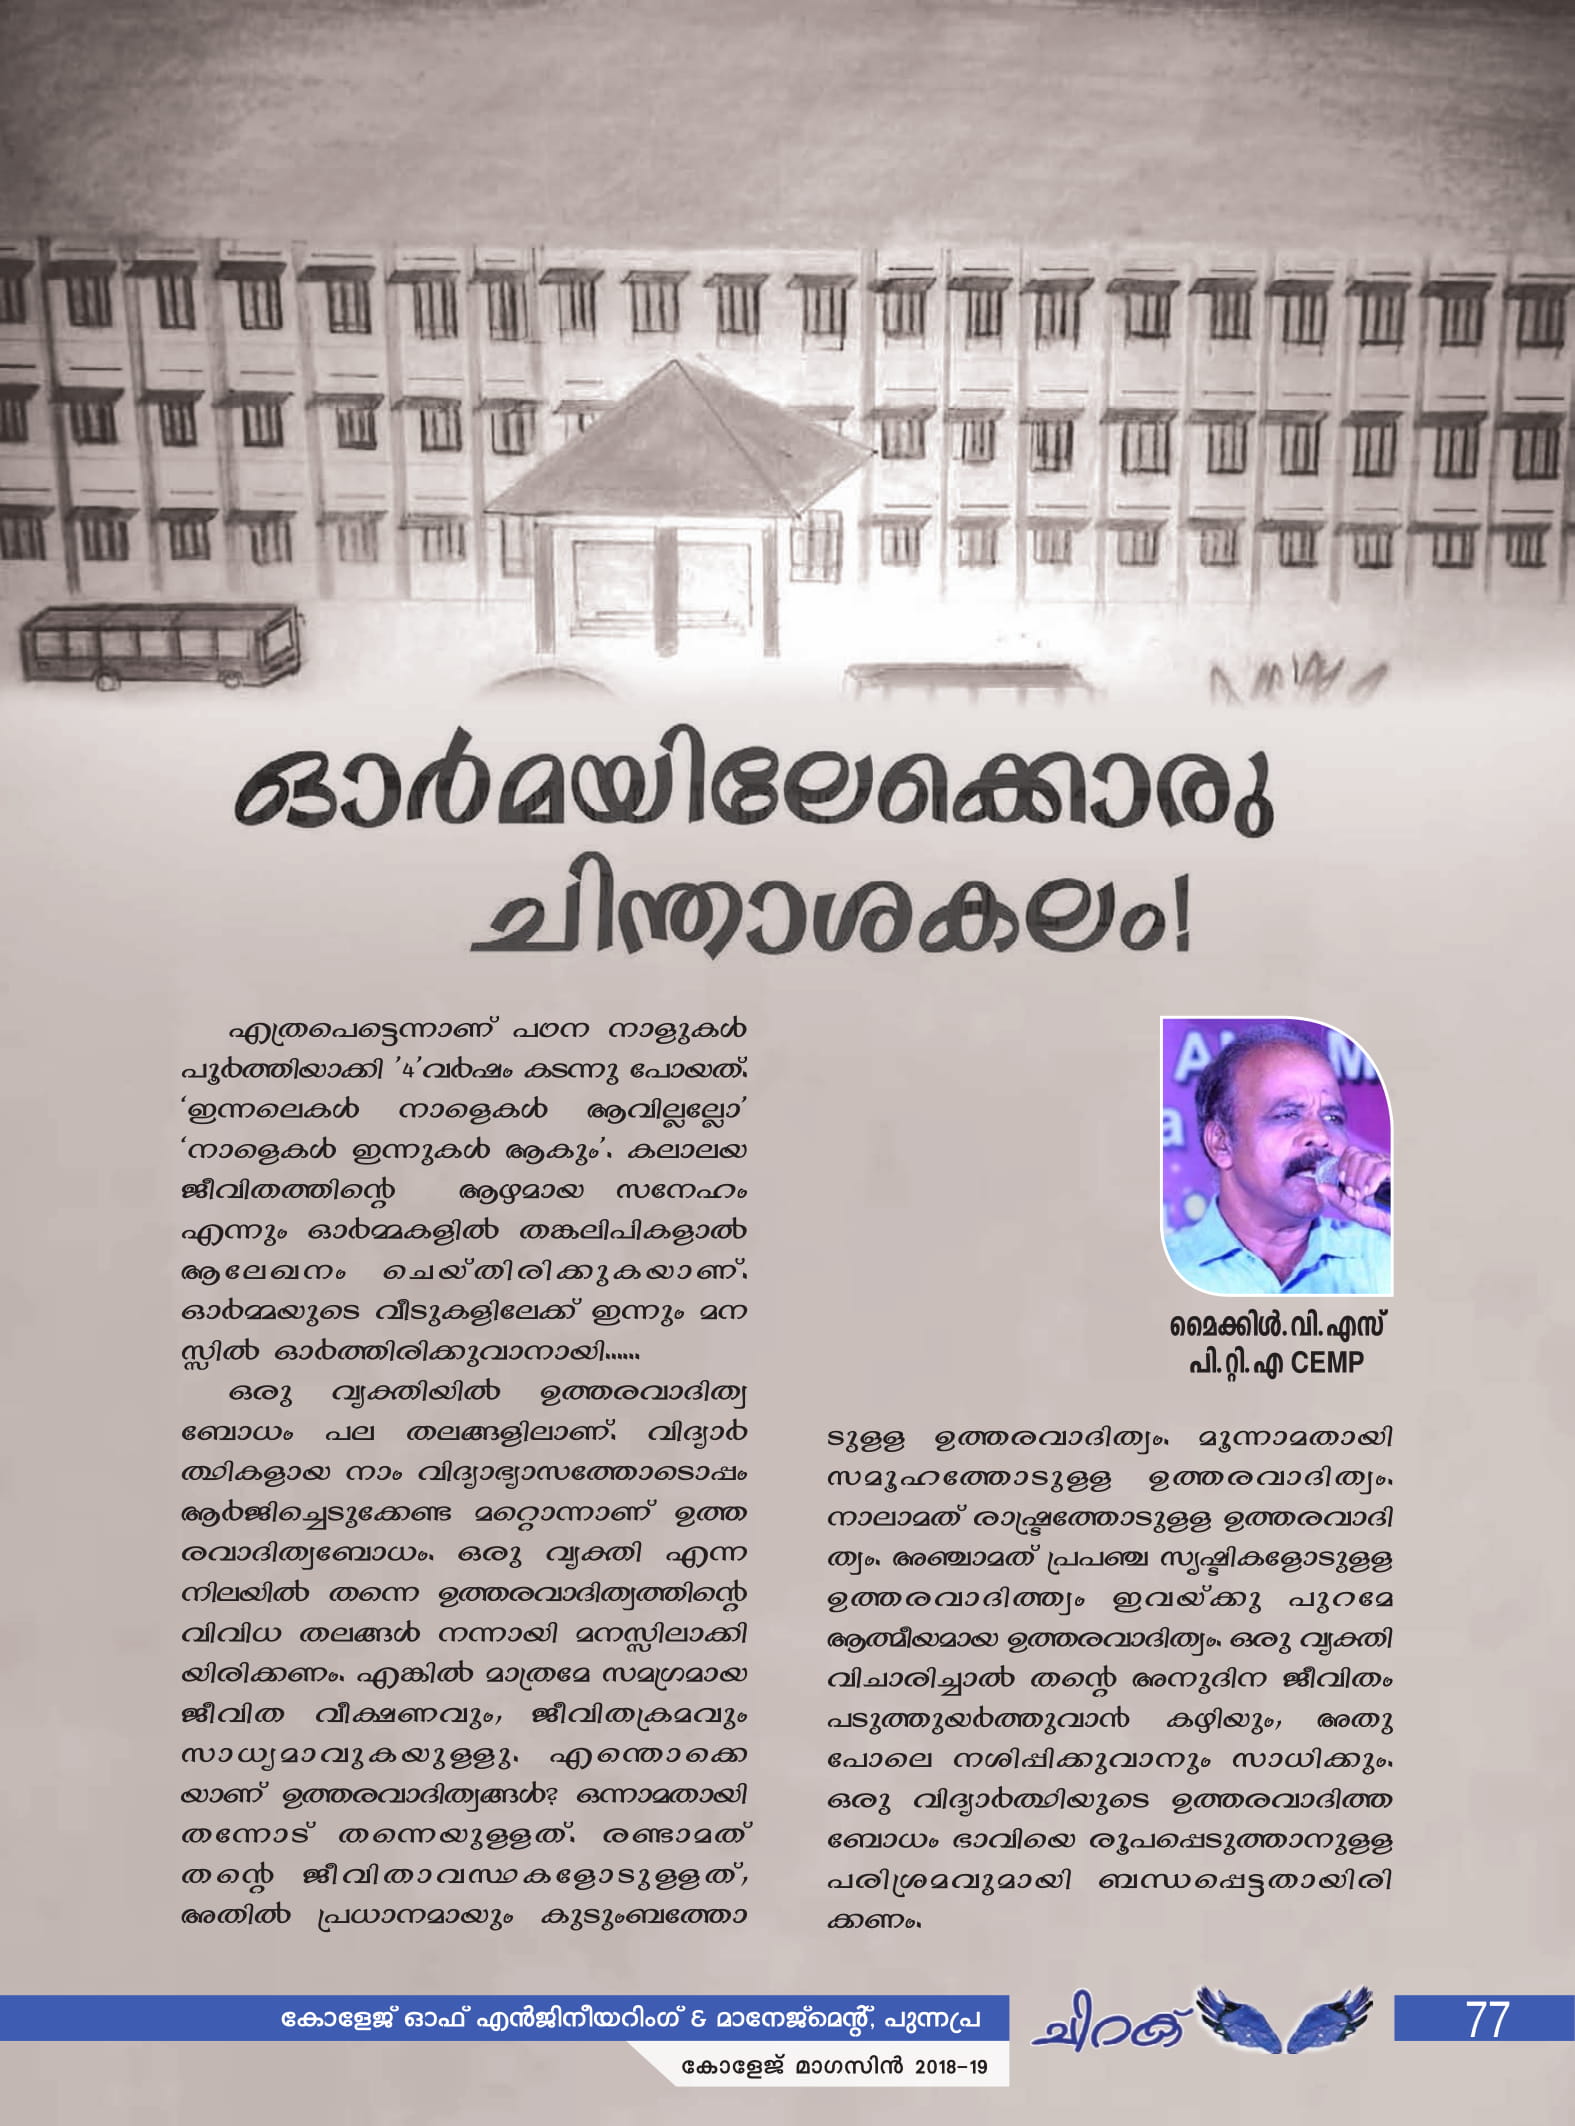 ഓർമയിലേക്കൊരു
ചിന്താശകലം!
എത്രപെട്ടെന്നാണ് പഠന നാളുകൾ
പൂർത്തിയാക്കി '4'വർഷം കടന്നു പോയത്.
‘ഇന്നലെകൾ നാളെകൾ ആവില്ലല്ലോ’
‘നാളെകൾ ഇന്നുകൾ ആകും’. കലാലയ
ജീവിതത്തിന്റെ ആഴമായ സനേഹം
എന്നും ഓർമ്മകളിൽ തങ്കലിപികളാൽ
ആലേഖനം ചെയ്തിരിക്കുകയാണ്.
ഓർമ്മയുടെ വീടുകളിലേക്ക് ഇന്നും മന
സ്സിൽ ഓർത്തിരിക്കുവാനായി......
ഒരു വ്യക്തിയിൽ ഉത്തരവാദിത്വ
ബോധം പല തലങ്ങളിലാണ്. വിദ്യാർ
ത്ഥികളായ നാം വിദ്യാഭ്യാസത്തോടൊപ്പം
ആർജിച്ചെടുക്കേണ്ട മറ്റൊന്നാണ് ഉത്ത
രവാദിത്വബോധം. ഒരു വ്യക്തി എന്ന
നിലയിൽ തന്നെ ഉത്തരവാദിത്വത്തിന്റെ
വിവിധ തലങ്ങൾ നന്നായി മനസ്സിലാക്കി
യിരിക്കണം. എങ്കിൽ മാത്രമേ സമഗ്രമായ
ജീവിത വീക്ഷണവും, ജീവിതക്രമവും
സാധ്യമാവുകയുള്ളു. എന്തൊക്കെ
യാണ് ഉത്തരവാദിത്വങ്ങൾ? ഒന്നാമതായി
തന്നോട് തന്നെയുള്ളത്. രണ്ടാമത്
തന്റെ ജീവിതാവസ്ഥകളോടുള്ളത്,
അതിൽ പ്രധാനമായും കുടുംബത്തോ
മൈക്കിൾ.വി.എസ്
പി.റ്റി.എ CEMP
ടുള്ള ഉത്തരവാദിത്വം. മൂന്നാമതായി
സമൂഹത്തോടുള്ള ഉത്തരവാദിത്വം.
നാലാമത് രാഷ്ട്രത്തോടുള്ള ഉത്തരവാദി
ത്വം. അഞ്ചാമത് പ്രപഞ്ച സൃഷ്ടികളോടുള്ള
ഉത്തരവാദിത്ത്വം ഇവയ്ക്കു പുറമേ
ആത്മീയമായ ഉത്തരവാദിത്വം. ഒരു വ്യക്തി
വിചാരിച്ചാൽ തന്റെ അനുദിന ജീവിതം
പടുത്തുയർത്തുവാൻ കഴിയും, അതു
പോലെ നശിപ്പിക്കുവാനും സാധിക്കും.
ഒരു വിദ്യാർത്ഥിയുടെ ഉത്തരവാദിത്ത
ബോധം ഭാവിയെ രൂപപ്പെടുത്താനുള്ള
പരിശ്രമവുമായി ബന്ധപ്പെട്ടതായിരി
ക്കണം.
കോളേജ് ഓഫ് എൻജിനീയറിംഗ് & മാനേജ്മെന്റ്, പുന്നപ്ര
ചിറക്
77
കോളേജ് മാഗസിൻ 2018-19